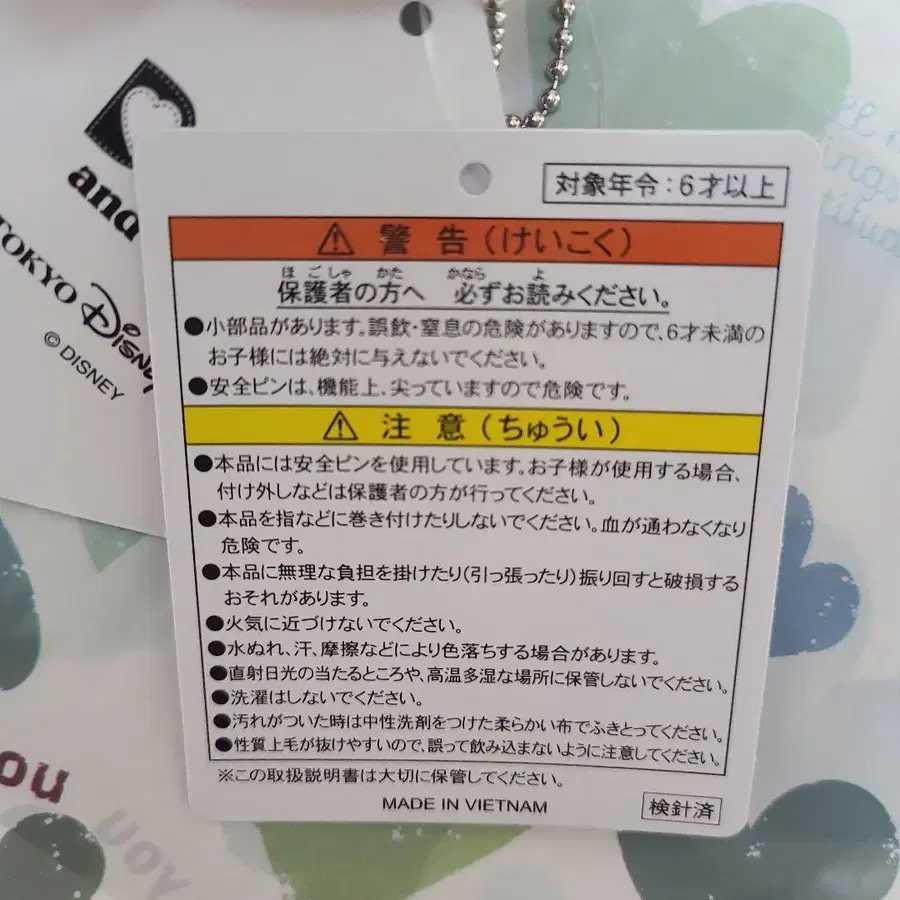 and
TOKYO DISNEY
© DISNEY
対象年令：6才以上
⚠ 警告（けいこく）
ほごしゃ かた かなら よ
保護者の方へ 必ずお読みください。
●小部品があります。誤飲・窒息の危険がありますので、6才未満の
お子様には絶対に与えないでください。
●安全ピンは、機能上、尖っていますので危険です。
⚠ 注意（ちゅうい）
●本品には安全ピンを使用しています。お子様が使用する場合、
付け外しなどは保護者の方が行ってください。
●本品を指などに巻き付けたりしないでください。血が通わなくなり
危険です。
●本品に無理な負担を掛けたり（引っ張ったり）振り回すと破損する
おそれがあります。
●火気に近づけないでください。
●水ぬれ、汗、摩擦などにより色落ちする場合があります。
●直射日光の当たるところや、高温多湿な場所に保管しないでください。
●洗濯はしないでください。
●汚れがついた時は中性洗剤をつけた柔らかい布でふきとってください。
●性質上毛が抜けやすいので、誤って飲み込まないように注意してください。
※この取扱説明書は大切に保管してください。
MADE IN VIETNAM
検針済
ou
you